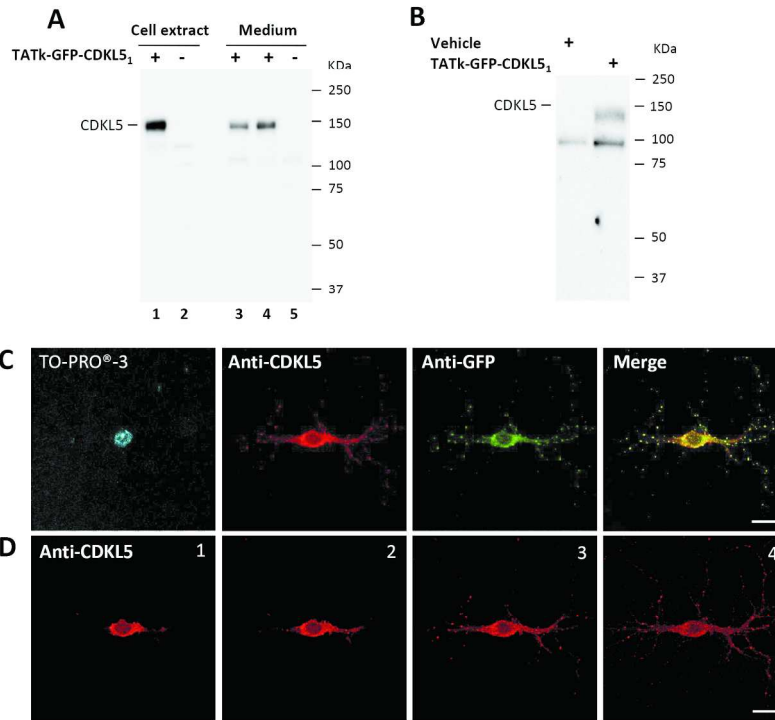 A
Cell extract Medium
TATk-GFP-CDKL5₁ + - + + -
KDa
CDKL5 –
– 250
– 150
– 100
– 75
– 50
– 37
1 2 3 4 5
B
Vehicle +
TATk-GFP-CDKL5₁ +
KDa
CDKL5 –
– 250
– 150
– 100
– 75
– 50
– 37
C
TO-PRO®-3 Anti-CDKL5 Anti-GFP Merge
D
Anti-CDKL5 1 2 3 4